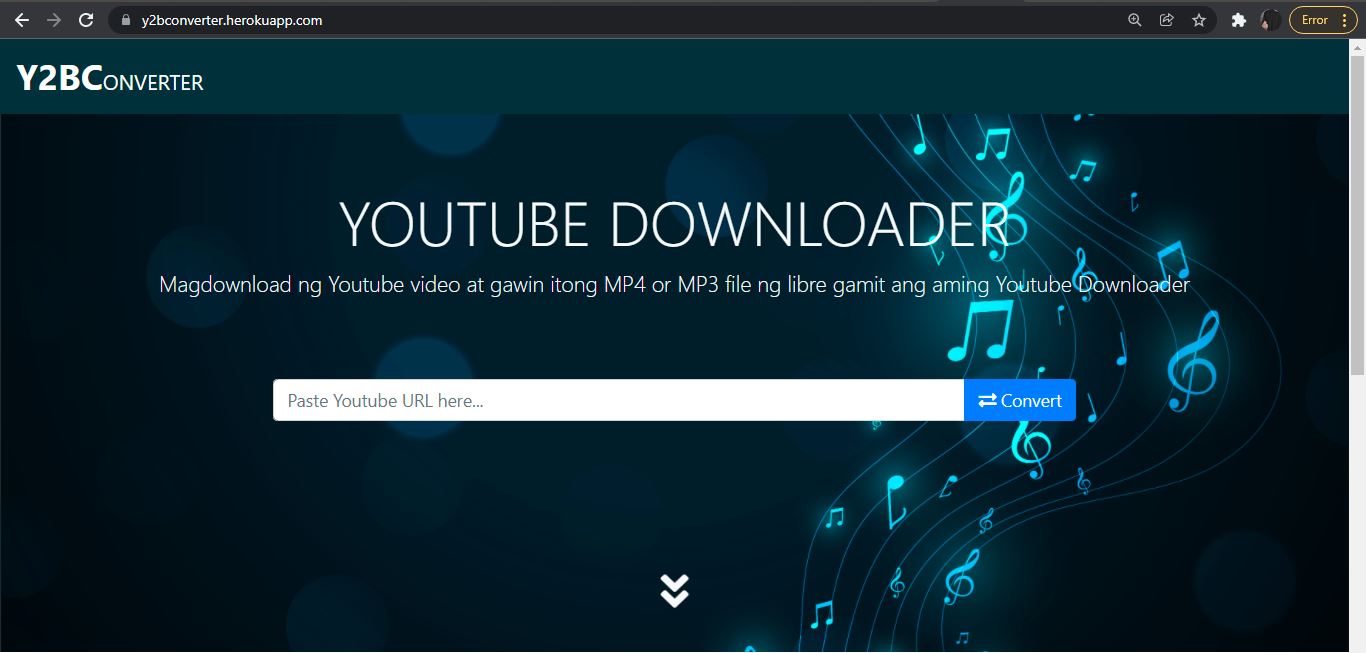 y2bconverter.herokuapp.com
Error
Y2BCONVERTER
YOUTUBE DOWNLOADER
Magdownload ng Youtube video at gawin itong MP4 or MP3 file ng libre gamit ang aming Youtube Downloader
Paste Youtube URL here...
Convert